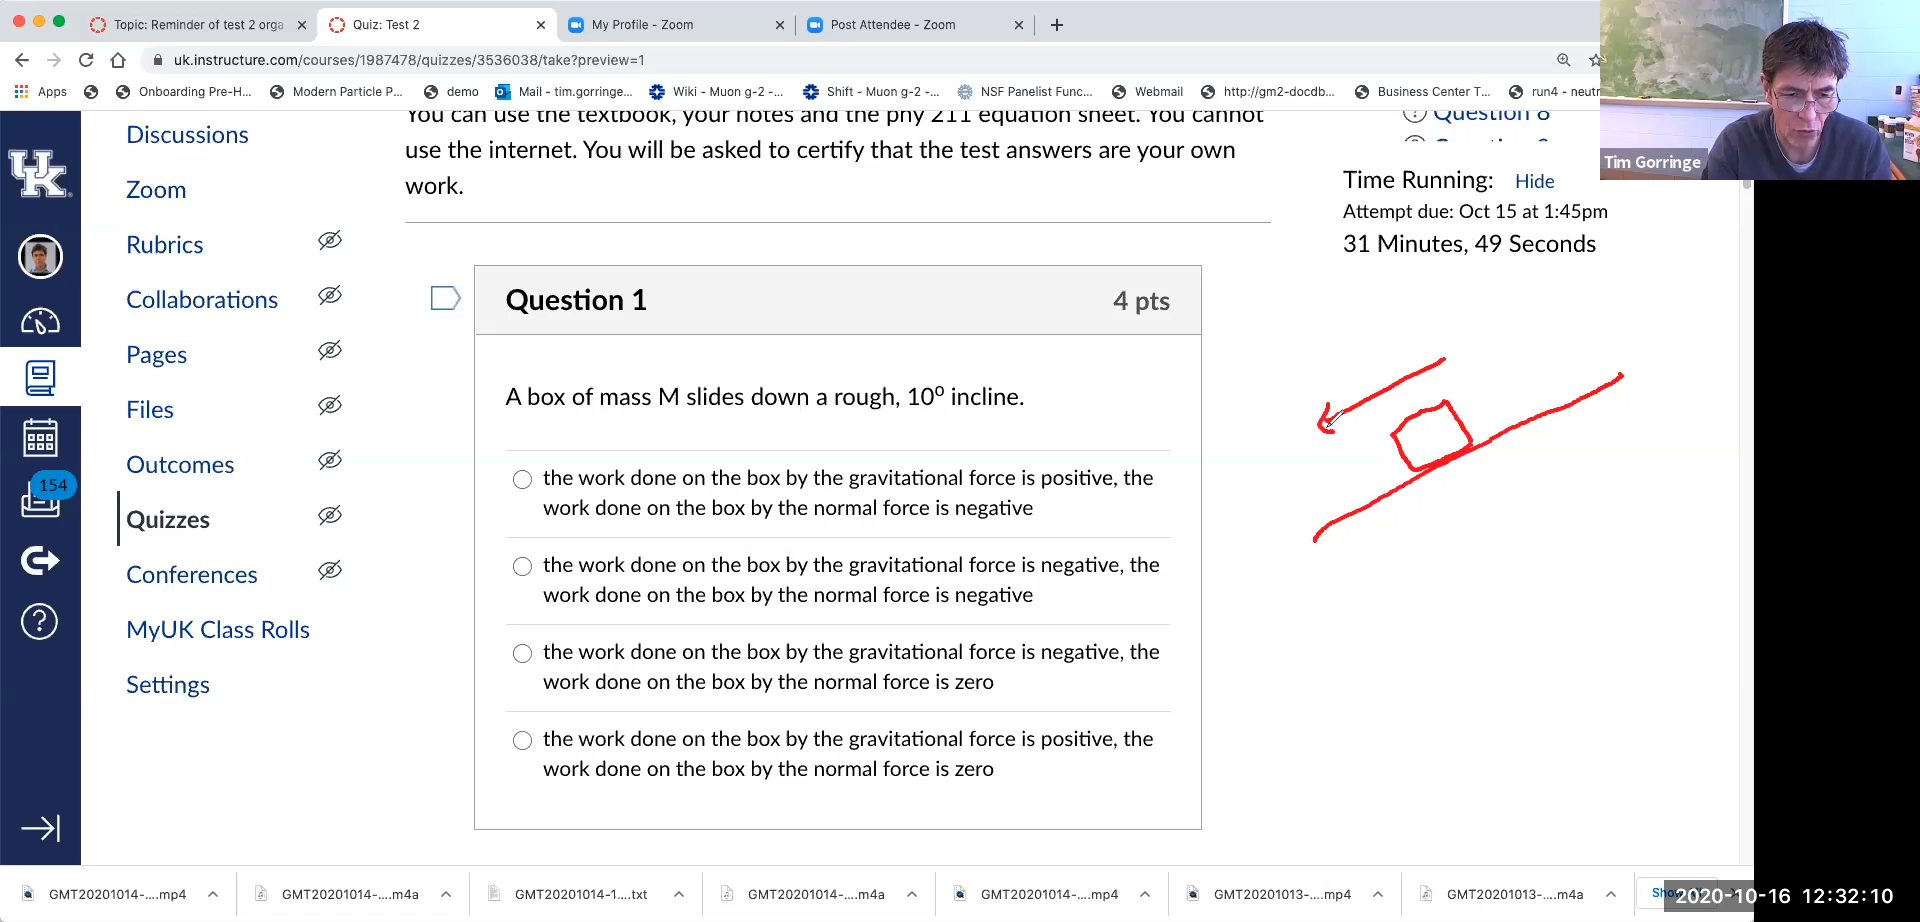 Topic: Reminder of test 2 orga
Quiz: Test 2
My Profile - Zoom
Post Attendee - Zoom
uk.instructure.com/courses/1987478/quizzes/3536038/take?preview=1
Apps
Onboarding Pre-H...
Modern Particle P...
demo
Mail - tim.gorringe...
Wiki - Muon g-2 -...
Shift - Muon g-2 -...
NSF Panelist Func...
Webmail
http://gm2-docdb...
Business Center T...
run4 - neutr
Tim Gorringe
Discussions
Zoom
Rubrics
Collaborations
Pages
Files
Outcomes
Quizzes
Conferences
MyUK Class Rolls
Settings
UK
154
You can use the textbook, your notes and the phy 211 equation sheet. You cannot
use the internet. You will be asked to certify that the test answers are your own
work.
Question 8
Time Running: Hide
Attempt due: Oct 15 at 1:45pm
31 Minutes, 49 Seconds
Question 1
4 pts
A box of mass M slides down a rough, 10⁰ incline.
the work done on the box by the gravitational force is positive, the
work done on the box by the normal force is negative
the work done on the box by the gravitational force is negative, the
work done on the box by the normal force is negative
the work done on the box by the gravitational force is negative, the
work done on the box by the normal force is zero
the work done on the box by the gravitational force is positive, the
work done on the box by the normal force is zero
GMT20201014-....mp4
GMT20201014-....m4a
GMT20201014-1....txt
GMT20201014-....m4a
GMT20201014-....mp4
GMT20201013-....mp4
GMT20201013-....m4a
2020-10-16 12:32:10